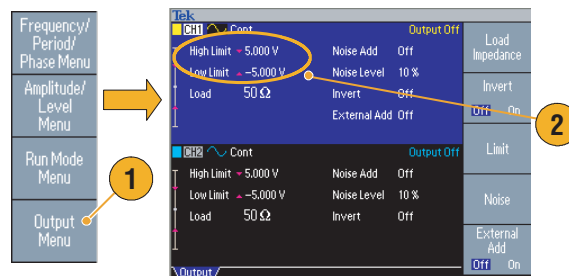 Frequency/
Period/
Phase Menu
Amplitude/
Level
Menu
Run Mode
Menu
Output
Menu
1
Tek
CH1 Cont Output Off
High Limit 5.000 V Noise Add Off
Low Limit -5.000 V Noise Level 10 %
Load 50 Ω Invert Off
External Add Off
CH2 Cont Output Off
High Limit 5.000 V Noise Add Off
Low Limit -5.000 V Noise Level 10 %
Load 50 Ω Invert Off
Output
Load
Impedance
Invert
Off On
Limit
Noise
External
Add
Off On
2